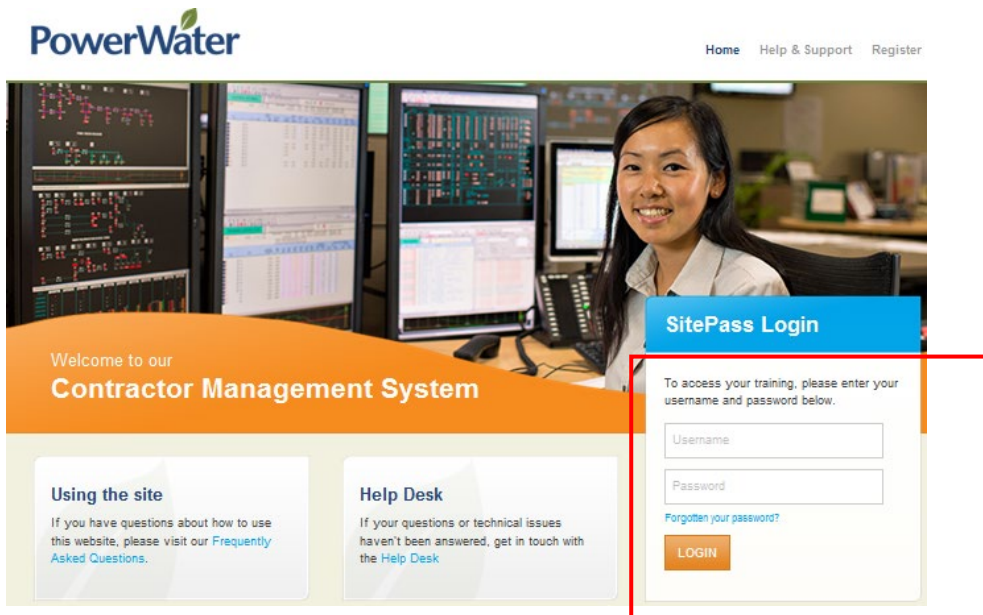 PowerWater
Home Help & Support Register
Welcome to our
Contractor Management System
SitePass Login
To access your training, please enter your
username and password below.
Username
Password
Forgotten your password?
LOGIN
Using the site
If you have questions about how to use
this website, please visit our Frequently
Asked Questions.
Help Desk
If your questions or technical issues
haven't been answered, get in touch with
the Help Desk